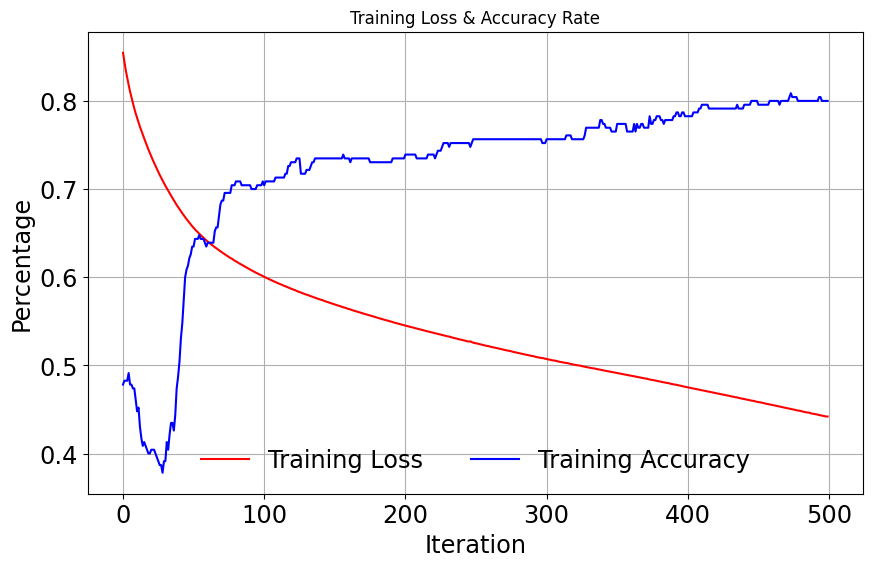 Training Loss & Accuracy Rate
0.8
0.7
0.6
0.5
0.4
Percentage
Training Loss
Training Accuracy
0 100 200 300 400 500
Iteration